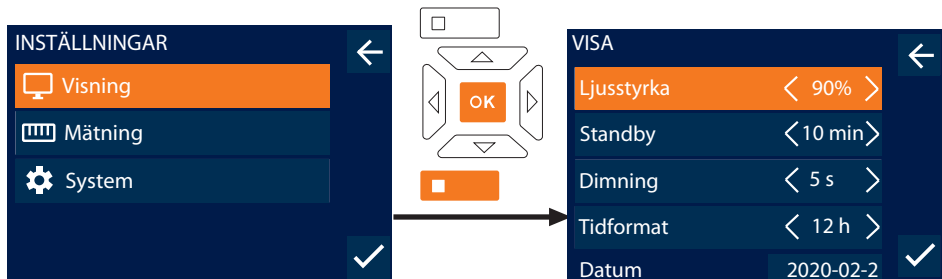 INSTÄLLNINGAR
Visning
Mätning
System
OK
VISA
Ljusstyrka 90%
Standby 10 min
Dimning 5 s
Tidformat 12 h
Datum 2020-02-2